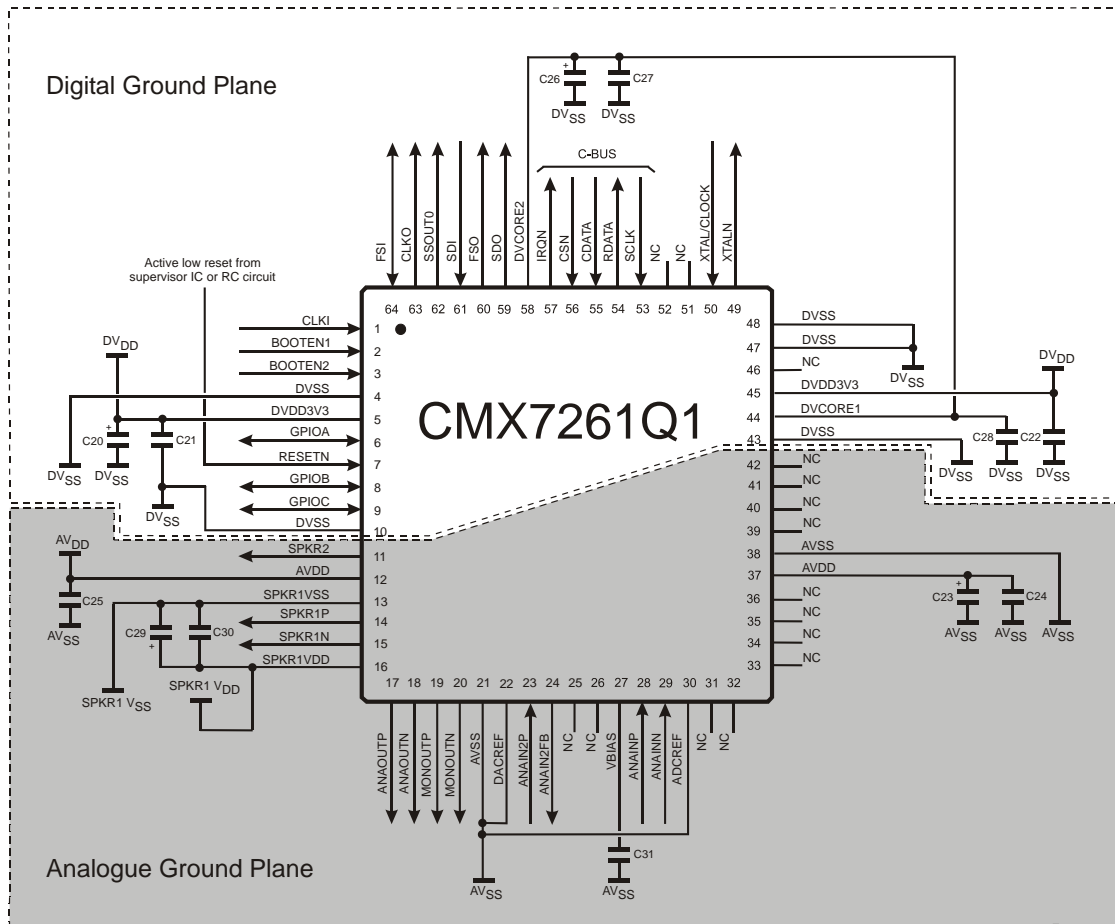 Digital Ground Plane
C26
+
C27
DVSS
DVSS
C-BUS
FSI
CLKO
SSOUT0
SDI
FSO
SDO
DVCORE2
IRQN
CSN
CDATA
RDATA
SCLK
NC
NC
XTAL/CLOCK
XTALN
Active low reset from
supervisor IC or RC circuit
64 63 62 61 60 59 58 57 56 55 54 53 52 51 50 49
CLKI 1
BOOTEN1 2
BOOTEN2 3
DVSS 4
DVDD3V3 5
GPIOA 6
RESETN 7
GPIOB 8
GPIOC 9
DVSS 10
SPKR2 11
AVDD 12
SPKR1VSS 13
SPKR1P 14
SPKR1N 15
SPKR1VDD 16
DVDD
+
C20
C21
DVSS
DVSS
DVSS
AVDD
C25
AVSS
C29
+
C30
SPKR1 VSS
SPKR1 VDD
CMX7261Q1
48 DVSS
47 DVSS
46 NC
45 DVDD3V3
44 DVCORE1
43 DVSS
42 NC
41 NC
40 NC
39 NC
38 AVSS
37 AVDD
36 NC
35 NC
34 NC
33 NC
DVSS
DVDD
C28
C22
DVSS
DVSS
DVSS
+
C23
C24
AVSS
AVSS
AVSS
17 18 19 20 21 22 23 24 25 26 27 28 29 30 31 32
ANAOUTP
ANAOUTN
MONOUTP
MONOUTN
AVSS
DACREF
ANAIN2P
ANAIN2FB
NC
NC
VBIAS
ANAINP
ANAINN
ADCREF
NC
NC
C31
AVSS
AVSS
Analogue Ground Plane